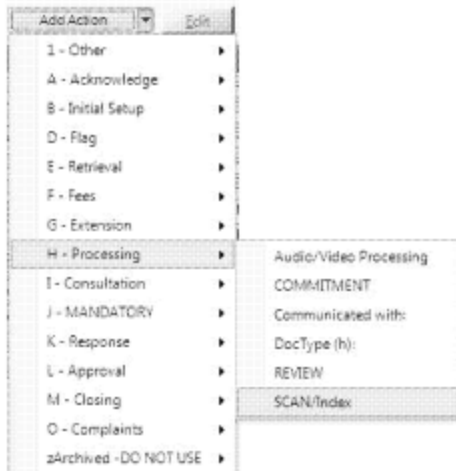 Add Action Edit
1 - Other
A - Acknowledge
B - Initial Setup
D - Flag
E - Retrieval
F - Fees
G - Extension
H - Processing
I - Consultation
J - MANDATORY
K - Response
L - Approval
M - Closing
O - Complaints
zArchived -DO NOT USE
Audio/Video Processing
COMMITMENT
Communicated with:
DocType (h):
REVIEW
SCAN/Index